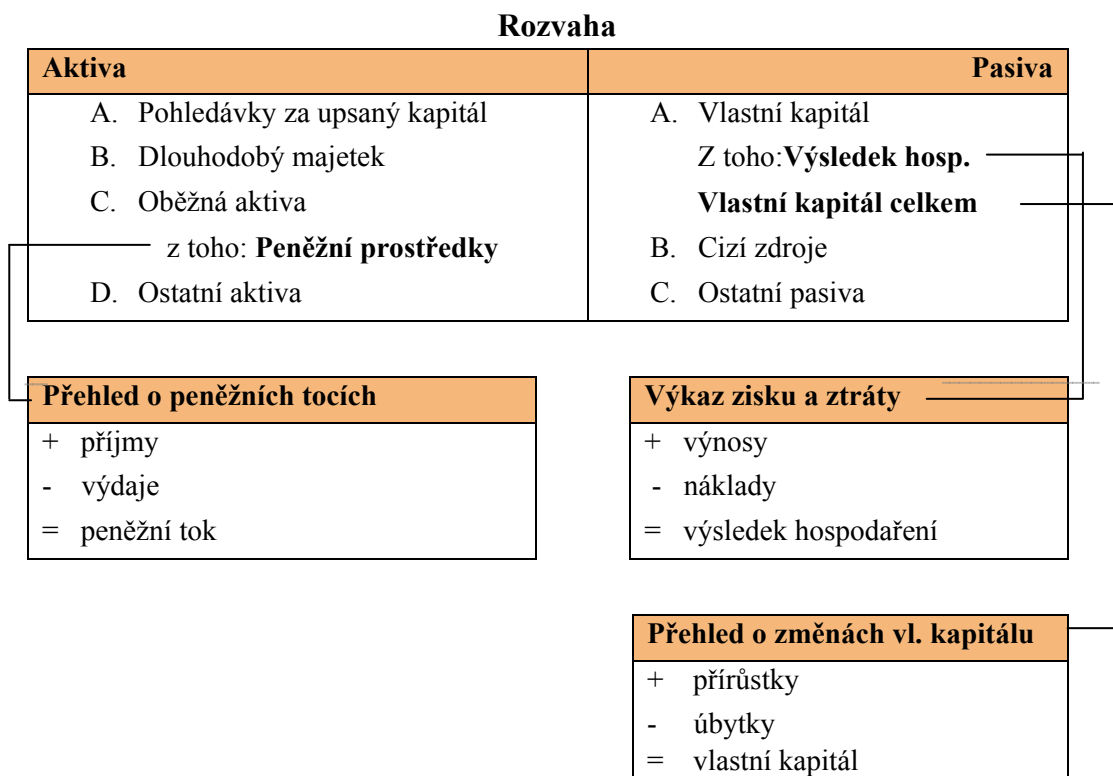 Rozvaha
Aktiva
Pasiva
A. Pohledávky za upsaný kapitál
B. Dlouhodobý majetek
C. Oběžná aktiva
z toho: Peněžní prostředky
D. Ostatní aktiva
A. Vlastní kapitál
Z toho:Výsledek hosp.
Vlastní kapitál celkem
B. Cizí zdroje
C. Ostatní pasiva
Přehled o peněžních tocích
+ příjmy
- výdaje
= peněžní tok
Výkaz zisku a ztráty
+ výnosy
- náklady
= výsledek hospodaření
Přehled o změnách vl. kapitálu
+ přírůstky
- úbytky
= vlastní kapitál